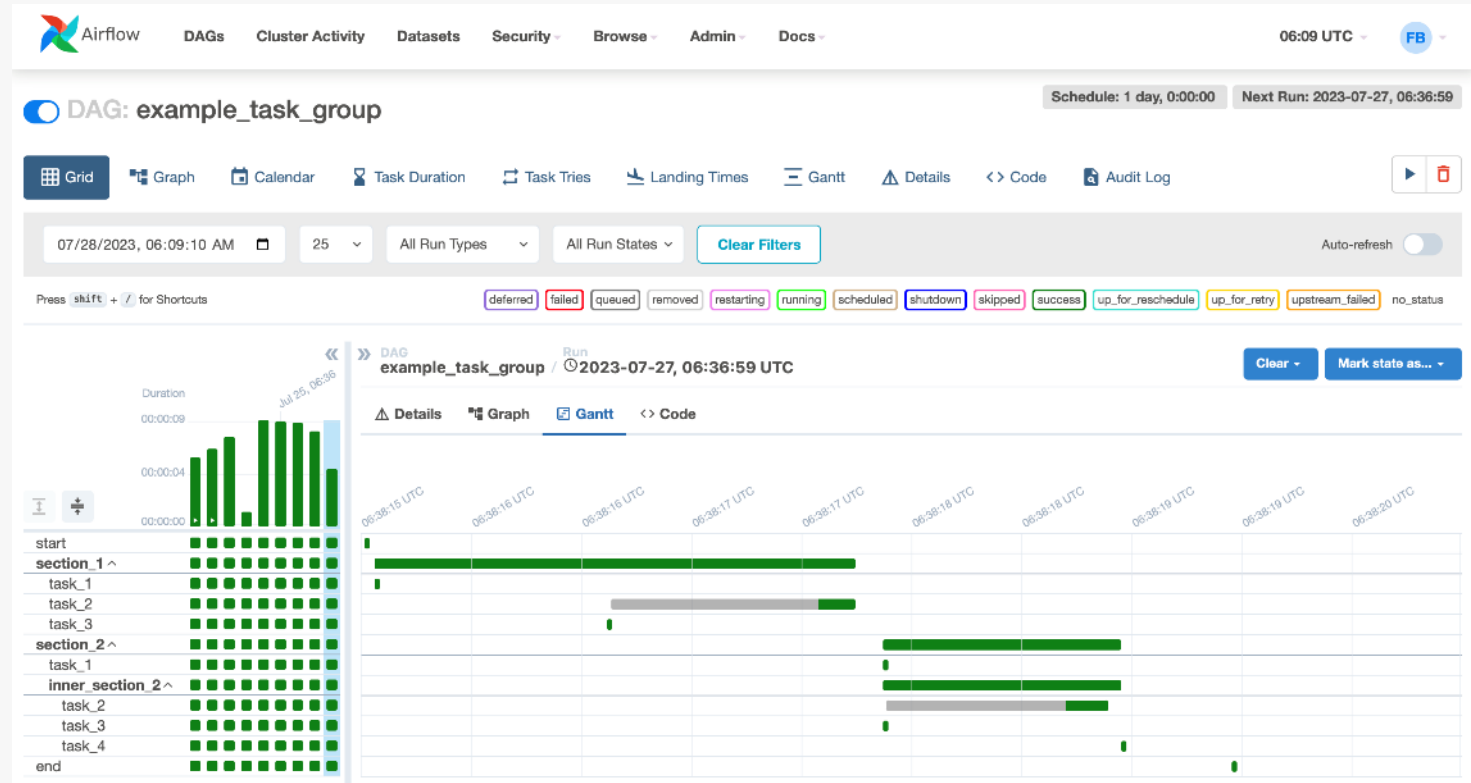 Airflow DAGs Cluster Activity Datasets Security Browse Admin Docs 06:09 UTC FB
DAG: example_task_group
Schedule: 1 day, 0:00:00 Next Run: 2023-07-27, 06:36:59
Grid Graph Calendar Task Duration Task Tries Landing Times Gantt Details <> Code Audit Log
07/28/2023, 06:09:10 AM 25 All Run Types All Run States Clear Filters Auto-refresh
Press shift + / for Shortcuts
deferred failed queued removed restarting running scheduled shutdown skipped success up_for_reschedule up_for_retry upstream_failed no_status
Duration
Jul 25, 06:36
00:00:09
00:00:04
00:00:00
DAG
example_task_group
/
Run
2023-07-27, 06:36:59 UTC
Clear Mark state as...
Details Graph Gantt <> Code
06:38:15 UTC 06:38:16 UTC 06:38:16 UTC 06:38:17 UTC 06:38:17 UTC 06:38:18 UTC 06:38:18 UTC 06:38:19 UTC 06:38:19 UTC 06:38:20 UTC
start
section_1
task_1
task_2
task_3
section_2
task_1
inner_section_2
task_2
task_3
task_4
end